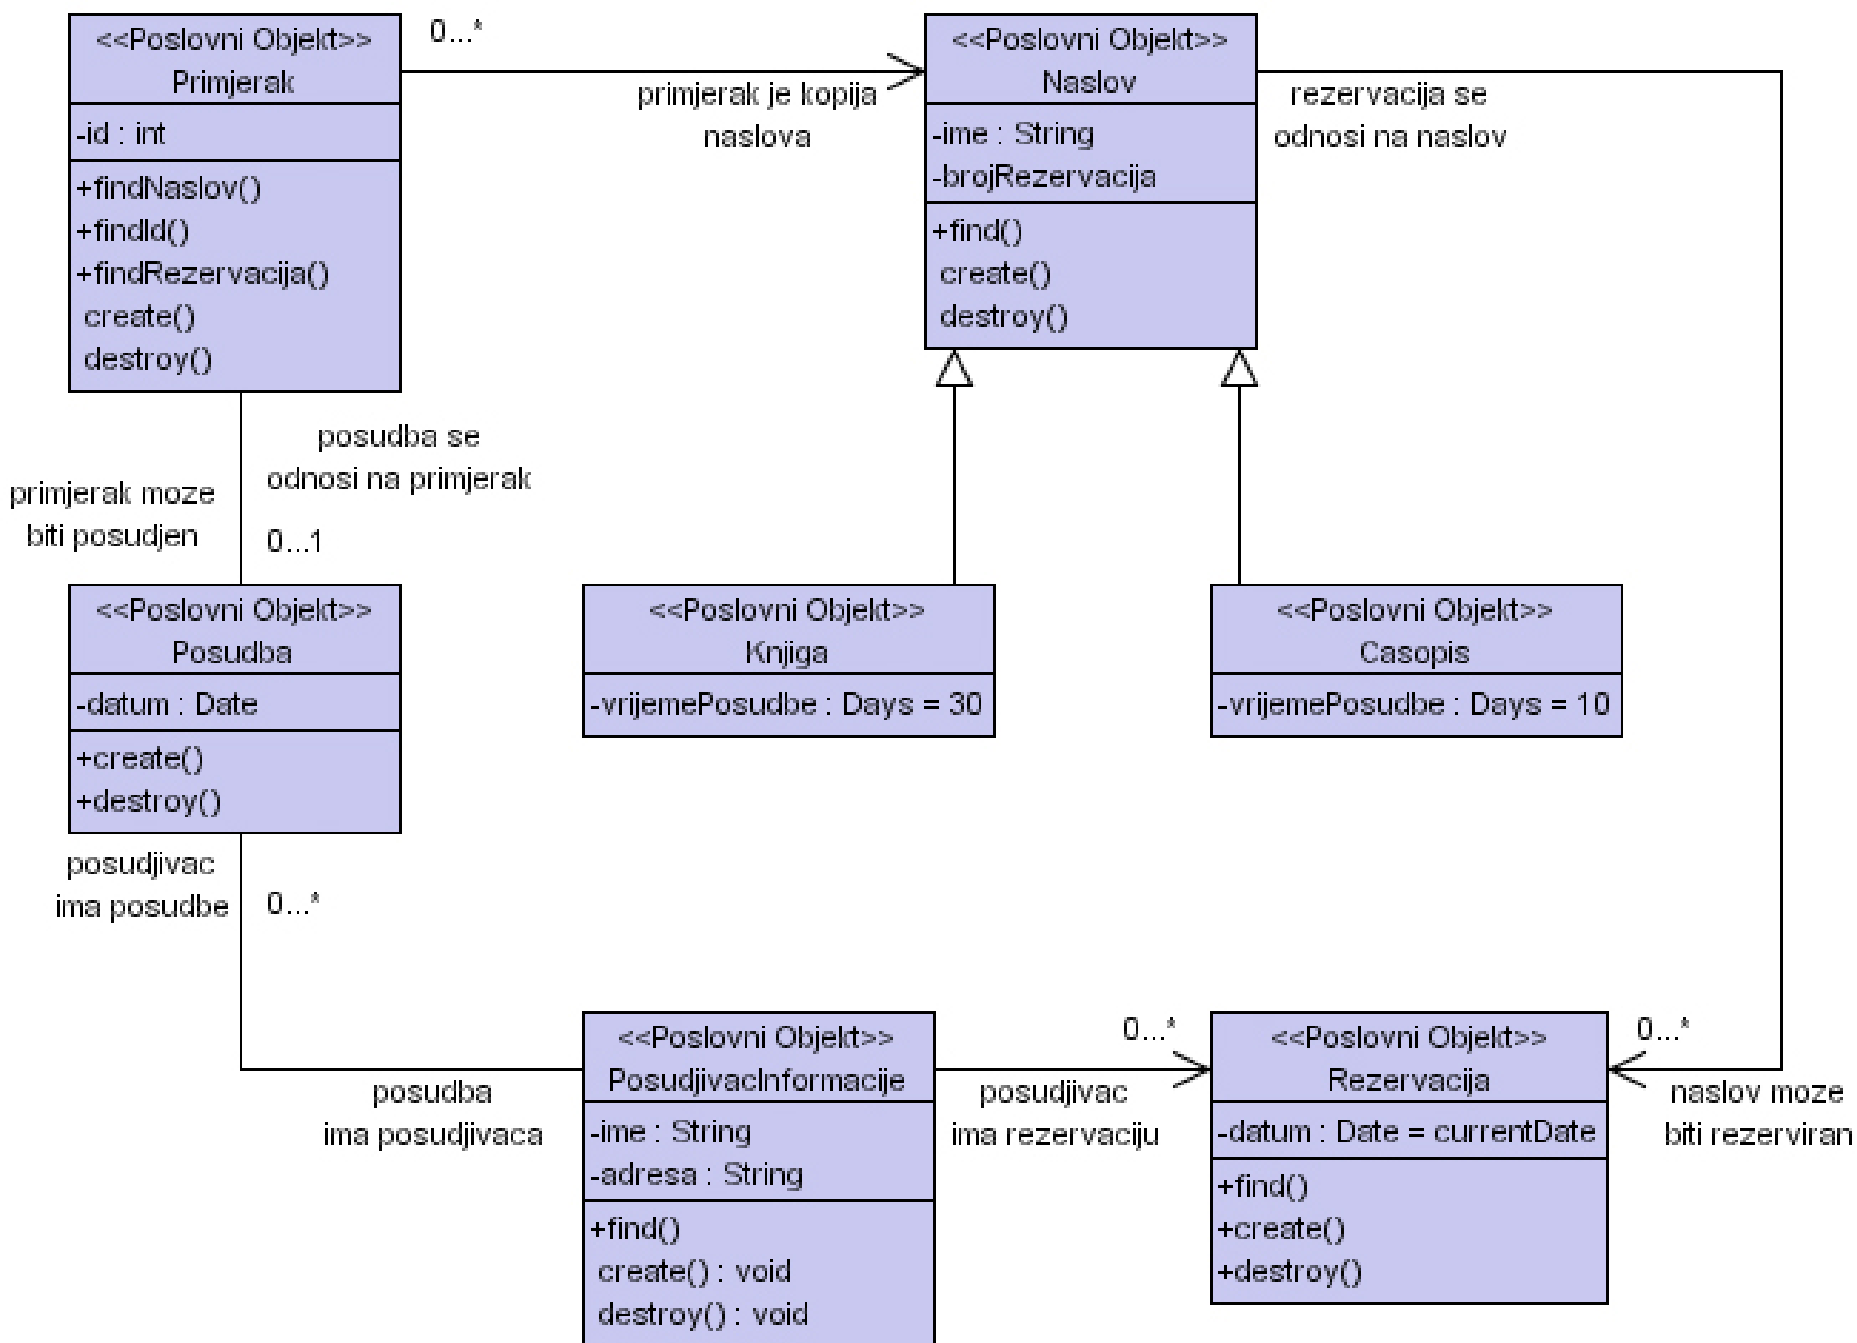 <<Poslovni Objekt>>
Primjerak
-id : int
+findNaslov()
+findId()
+findRezervacija()
create()
destroy()
0...*
primjerak je kopija
naslova
<<Poslovni Objekt>>
Naslov
-ime : String
-brojRezervacija
+find()
create()
destroy()
rezervacija se
odnosi na naslov
posudba se
odnosi na primjerak
primjerak moze
biti posudjen
0...1
<<Poslovni Objekt>>
Posudba
-datum : Date
+create()
+destroy()
<<Poslovni Objekt>>
Knjiga
-vrijemePosudbe : Days = 30
<<Poslovni Objekt>>
Casopis
-vrijemePosudbe : Days = 10
posudjivac
ima posudbe
0...*
posudba
ima posudjivaca
<<Poslovni Objekt>>
PosudjivacInformacije
-ime : String
-adresa : String
+find()
create() : void
destroy() : void
0...*
posudjivac
ima rezervaciju
<<Poslovni Objekt>>
Rezervacija
-datum : Date = currentDate
+find()
+create()
+destroy()
0...*
naslov moze
biti rezerviran